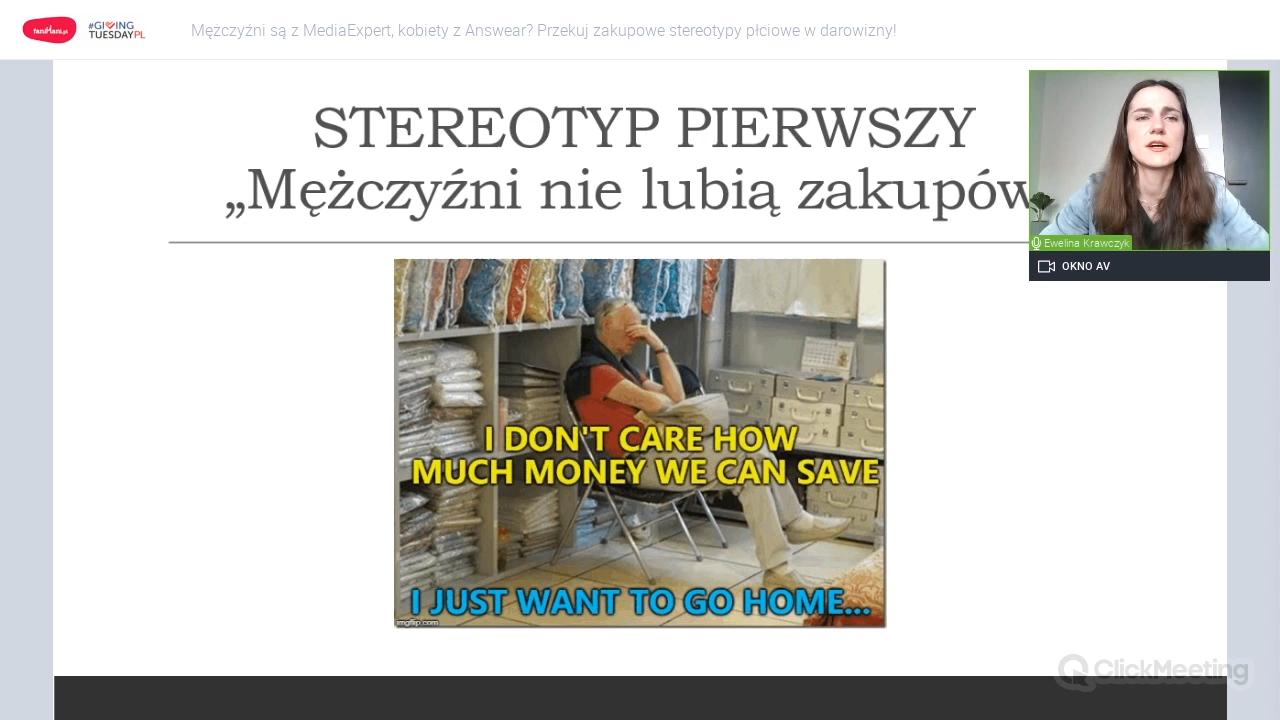 faniMani.pl
#GIVING
TUESDAYPL
Mężczyźni są z MediaExpert, kobiety z Answear? Przekuj zakupowe stereotypy płciowe w darowizny!
STEREOTYP PIERWSZY
„Mężczyźni nie lubią zakupów
Ewelina Krawczyk
OKNO AV
I DON'T CARE HOW
MUCH MONEY WE CAN SAVE
I JUST WANT TO GO HOME...
imgflip.com
ClickMeeting